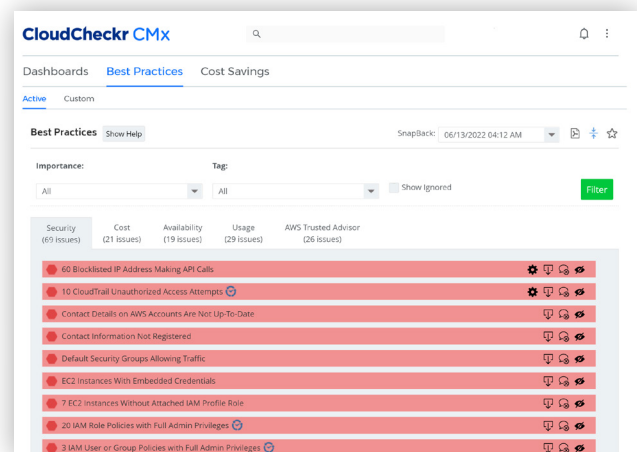 CloudCheckr CMx
Dashboards Best Practices Cost Savings
Active Custom
Best Practices Show Help SnapBack: 06/13/2022 04:12 AM
Importance: Tag:
All All Show Ignored Filter
Security Cost Availability Usage AWS Trusted Advisor
(69 issues) (21 issues) (19 issues) (29 issues) (26 issues)
60 Blocklisted IP Address Making API Calls
10 CloudTrail Unauthorized Access Attempts
Contact Details on AWS Accounts Are Not Up-To-Date
Contact Information Not Registered
Default Security Groups Allowing Traffic
EC2 Instances With Embedded Credentials
7 EC2 Instances Without Attached IAM Profile Role
20 IAM Role Policies with Full Admin Privileges
3 IAM User or Group Policies with Full Admin Privileges